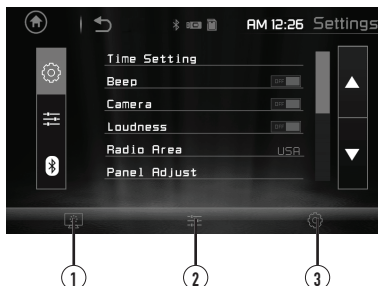 AM 12:26 Settings
Time Setting
Beep OFF
Camera OFF
Loudness OFF
Radio Area USA
Panel Adjust
1 2 3